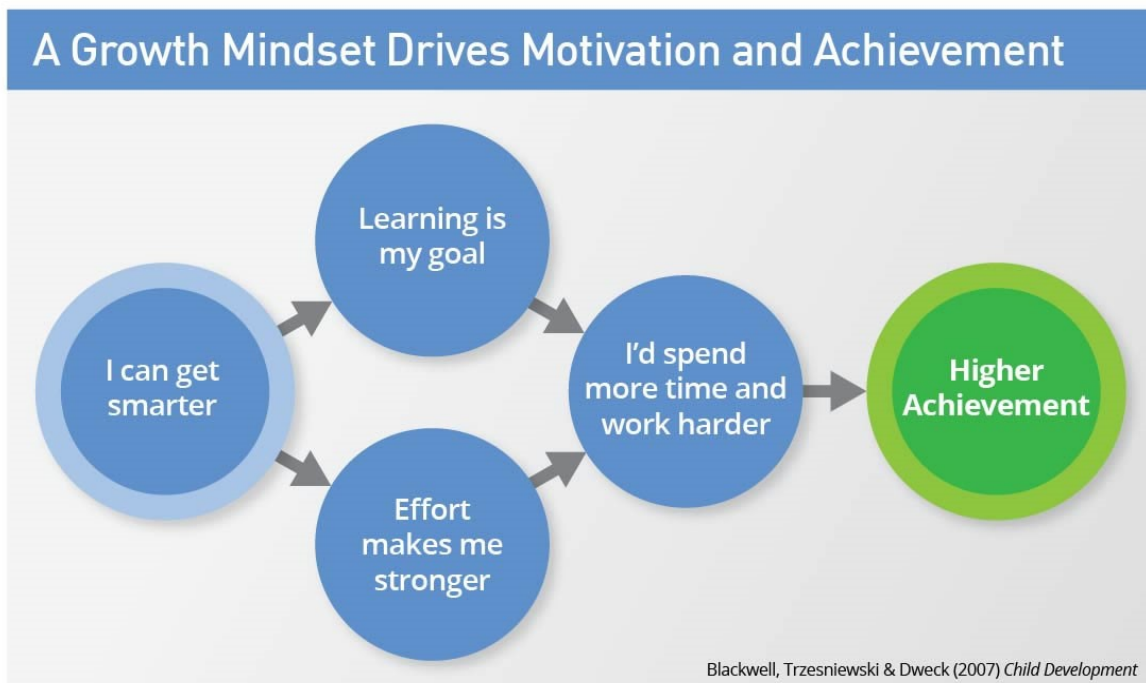 A Growth Mindset Drives Motivation and Achievement
Learning is
my goal
I can get
smarter
Effort
makes me
stronger
I'd spend
more time and
work harder
Higher
Achievement
Blackwell, Trzesniewski & Dweck (2007) Child Development